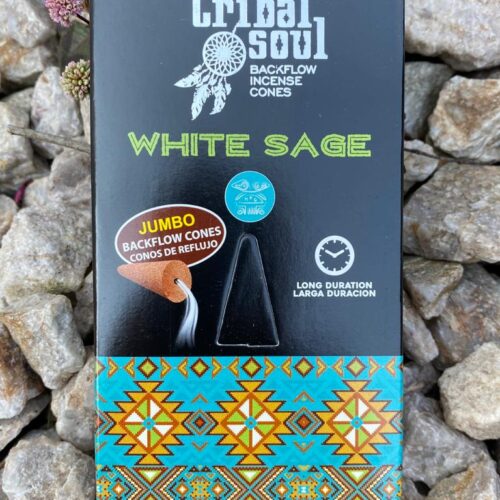 tribal
soul
BACKFLOW
INCENSE
CONES
WHITE SAGE
JUMBO
BACKFLOW CONES
CONOS DE REFLUJO
LONG DURATION
LARGA DURACION